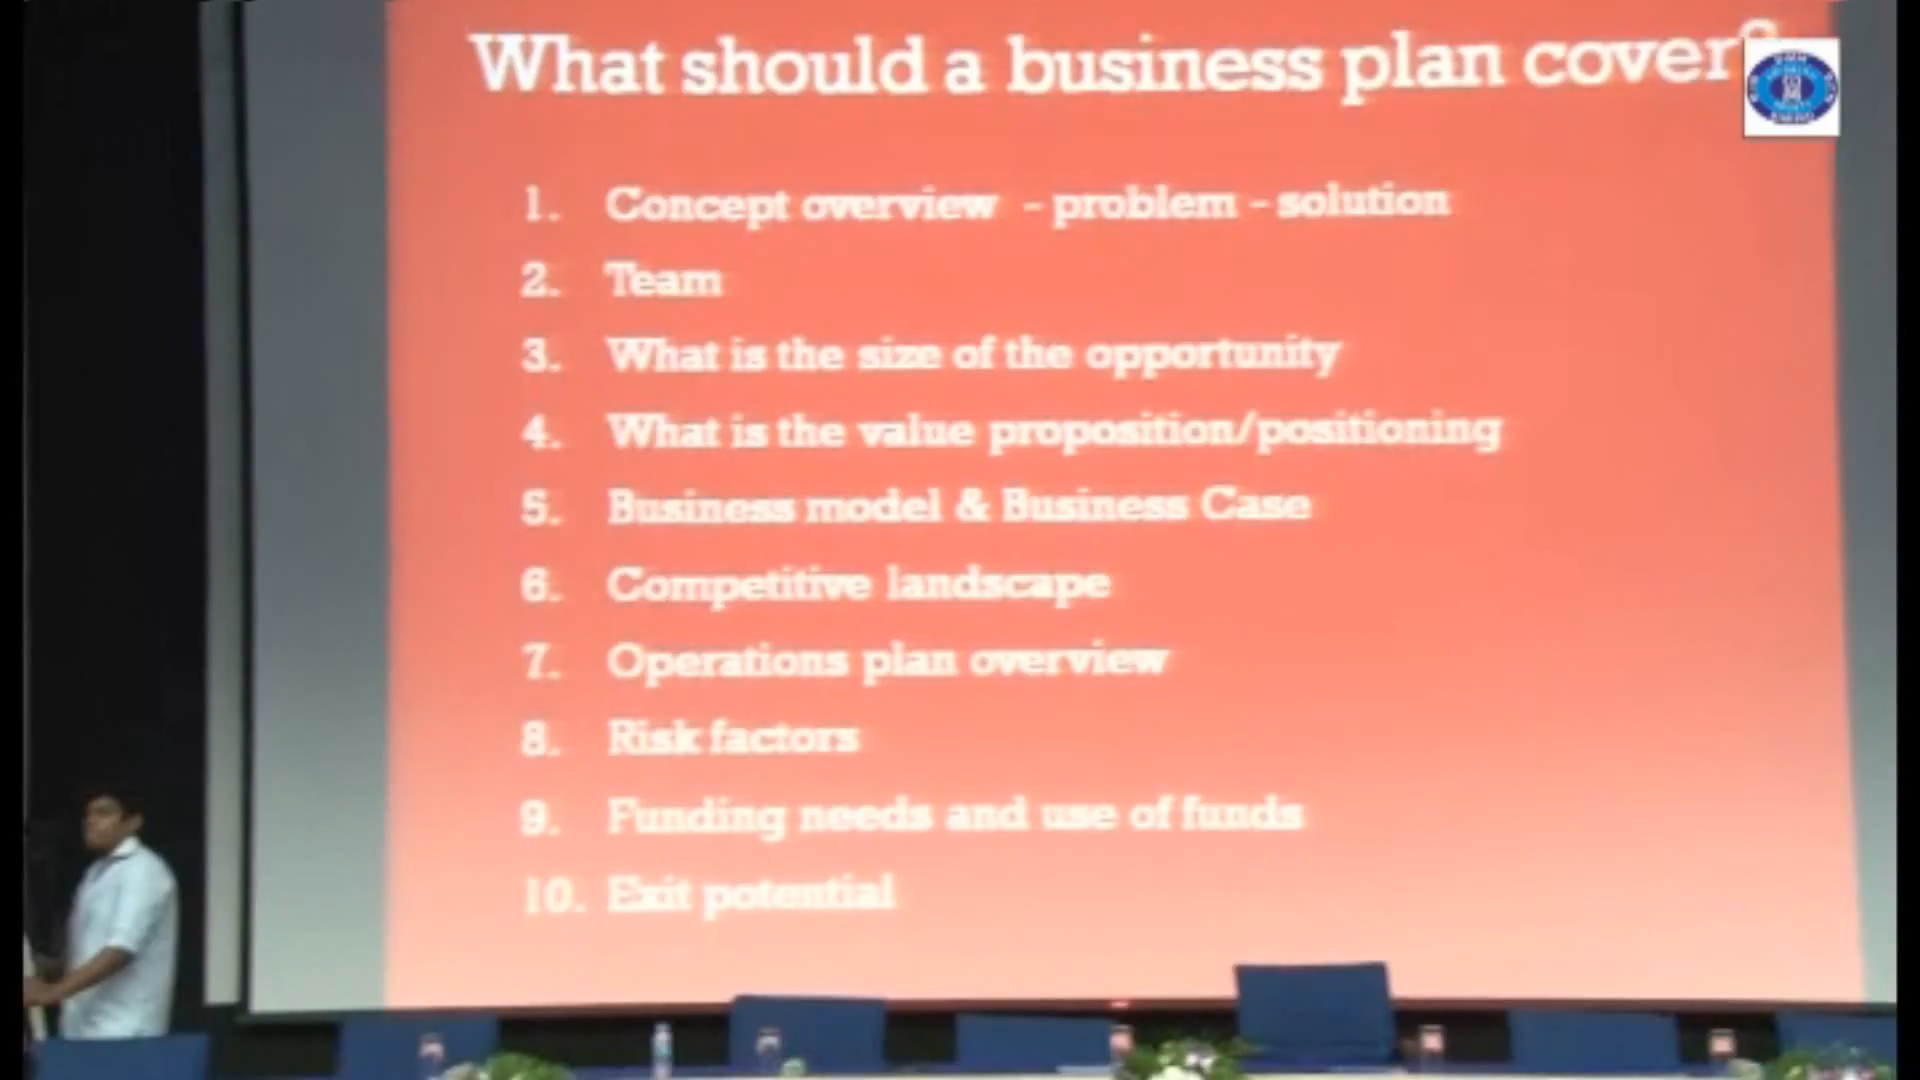 What should a business plan cover?
1. Concept overview - problem - solution
2. Team
3. What is the size of the opportunity
4. What is the value proposition/positioning
5. Business model & Business Case
6. Competitive landscape
7. Operations plan overview
8. Risk factors
9. Funding needs and use of funds
10. Exit potential